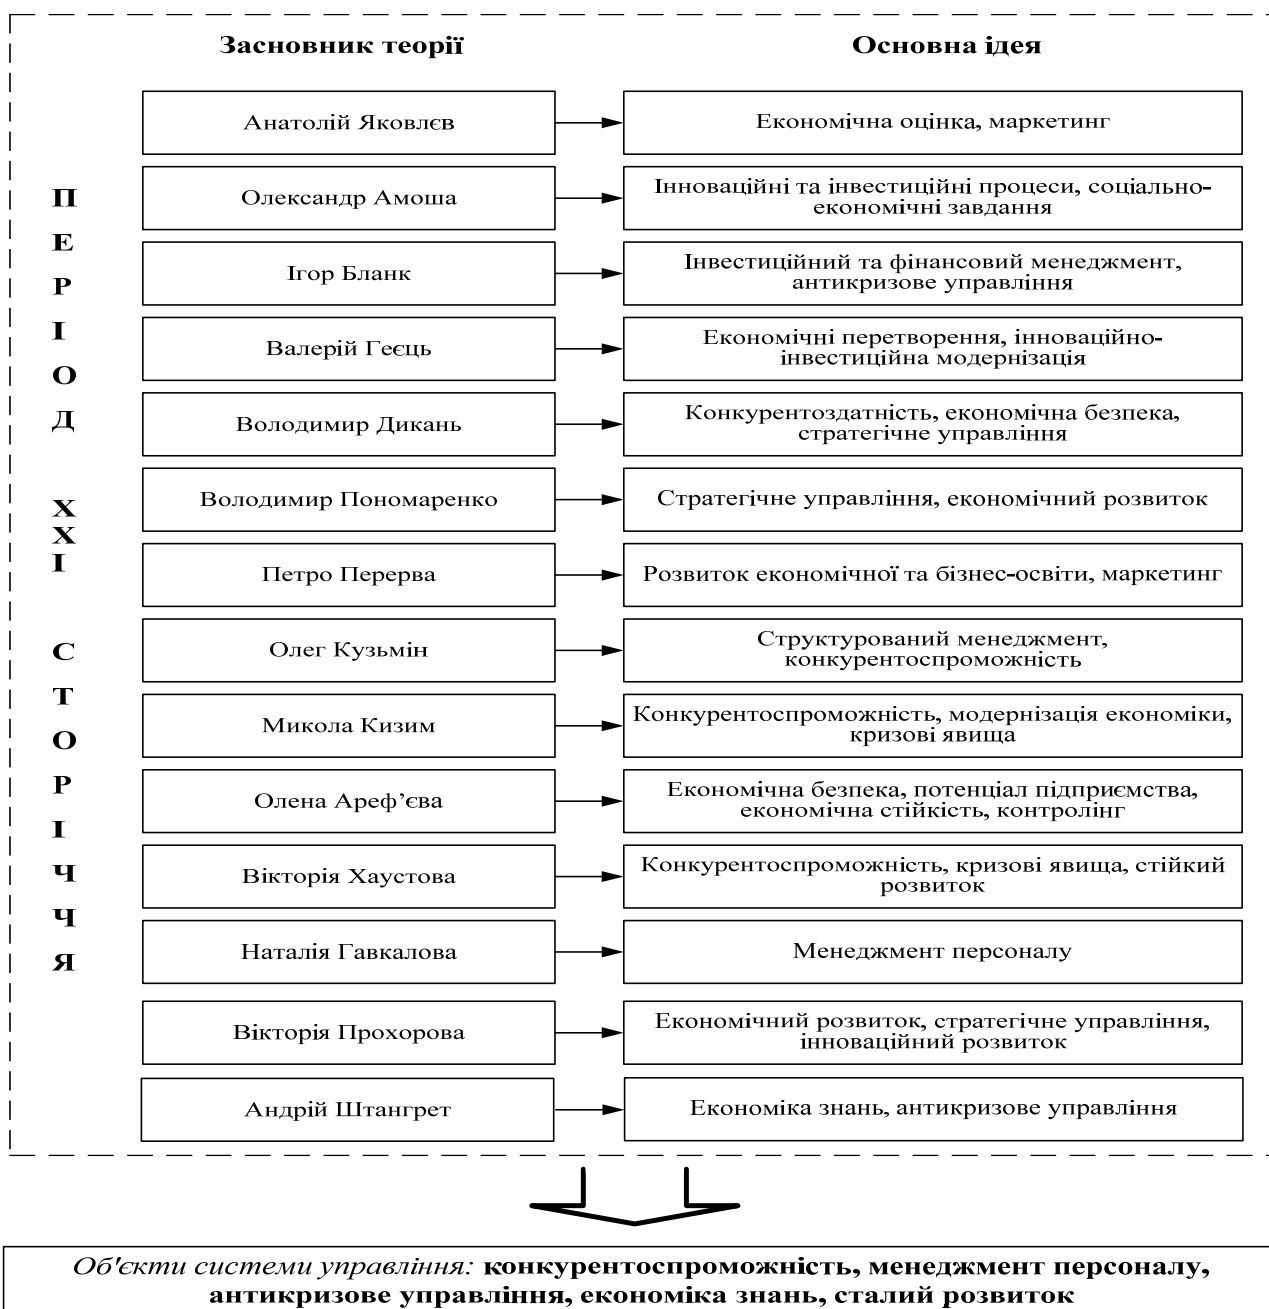 Засновник теорії
Основна ідея
ПЕРІОД ХХІ СТОРІЧЧЯ
Анатолій Яковлєв
Економічна оцінка, маркетинг
Олександр Амоша
Інноваційні та інвестиційні процеси, соціально-
економічні завдання
Ігор Бланк
Інвестиційний та фінансовий менеджмент,
антикризове управління
Валерій Геєць
Економічні перетворення, інноваційно-
інвестиційна модернізація
Володимир Дикань
Конкурентоздатність, економічна безпека,
стратегічне управління
Володимир Пономаренко
Стратегічне управління, економічний розвиток
Петро Перерва
Розвиток економічної та бізнес-освіти, маркетинг
Олег Кузьмін
Структурований менеджмент,
конкурентоспроможність
Микола Кизим
Конкурентоспроможність, модернізація економіки,
кризові явища
Олена Ареф’єва
Економічна безпека, потенціал підприємства,
економічна стійкість, контролінг
Вікторія Хаустова
Конкурентоспроможність, кризові явища, стійкий
розвиток
Наталія Гавкалова
Менеджмент персоналу
Вікторія Прохорова
Економічний розвиток, стратегічне управління,
інноваційний розвиток
Андрій Штангрет
Економіка знань, антикризове управління
Об'єкти системи управління: конкурентоспроможність, менеджмент персоналу,
антикризове управління, економіка знань, сталий розвиток